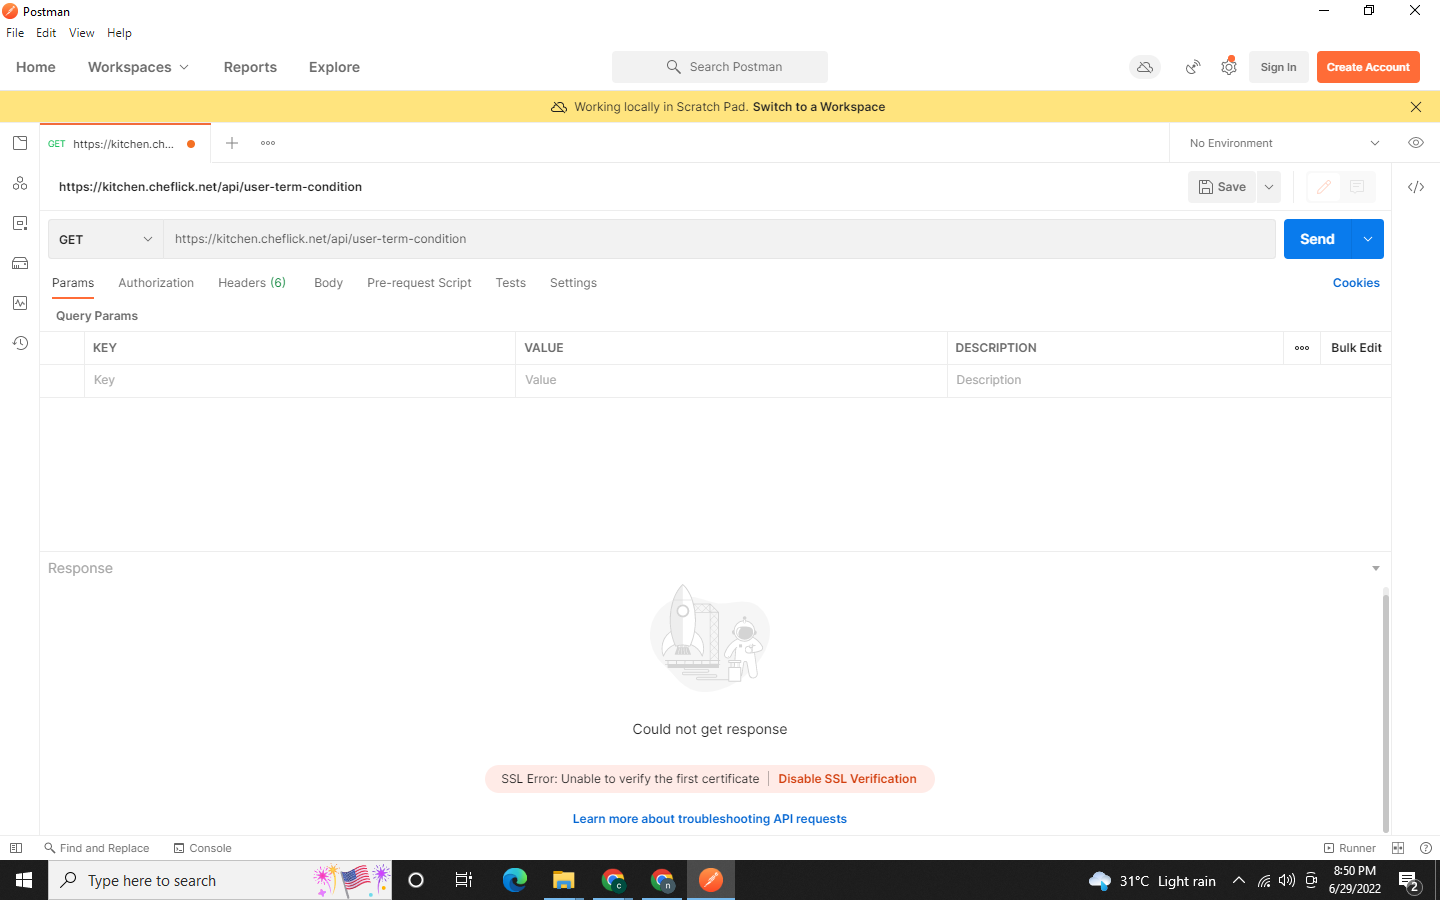 Postman
File Edit View Help
Home Workspaces Reports Explore Search Postman Sign In Create Account
Working locally in Scratch Pad. Switch to a Workspace
GET https://kitchen.ch... No Environment
https://kitchen.cheflick.net/api/user-term-condition Save
GET https://kitchen.cheflick.net/api/user-term-condition Send
Params Authorization Headers (6) Body Pre-request Script Tests Settings Cookies
Query Params
KEY VALUE DESCRIPTION Bulk Edit
Key Value Description
Response
Could not get response
SSL Error: Unable to verify the first certificate Disable SSL Verification
Learn more about troubleshooting API requests
Find and Replace Console Runner
Type here to search c n 31°C Light rain 8:50 PM
6/29/2022 2